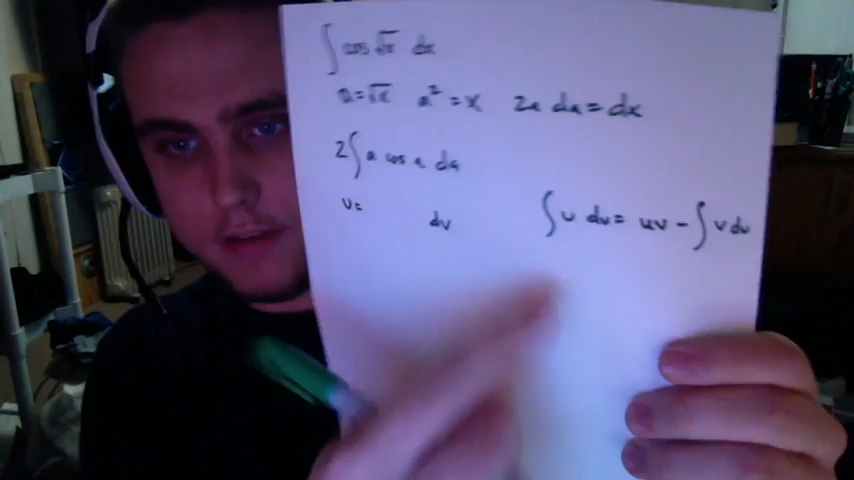 ∫ cos √x dx
a = √x a² = x 2a da = dx
2 ∫ a cos a da
u = dv ∫ u dv = uv - ∫ v du